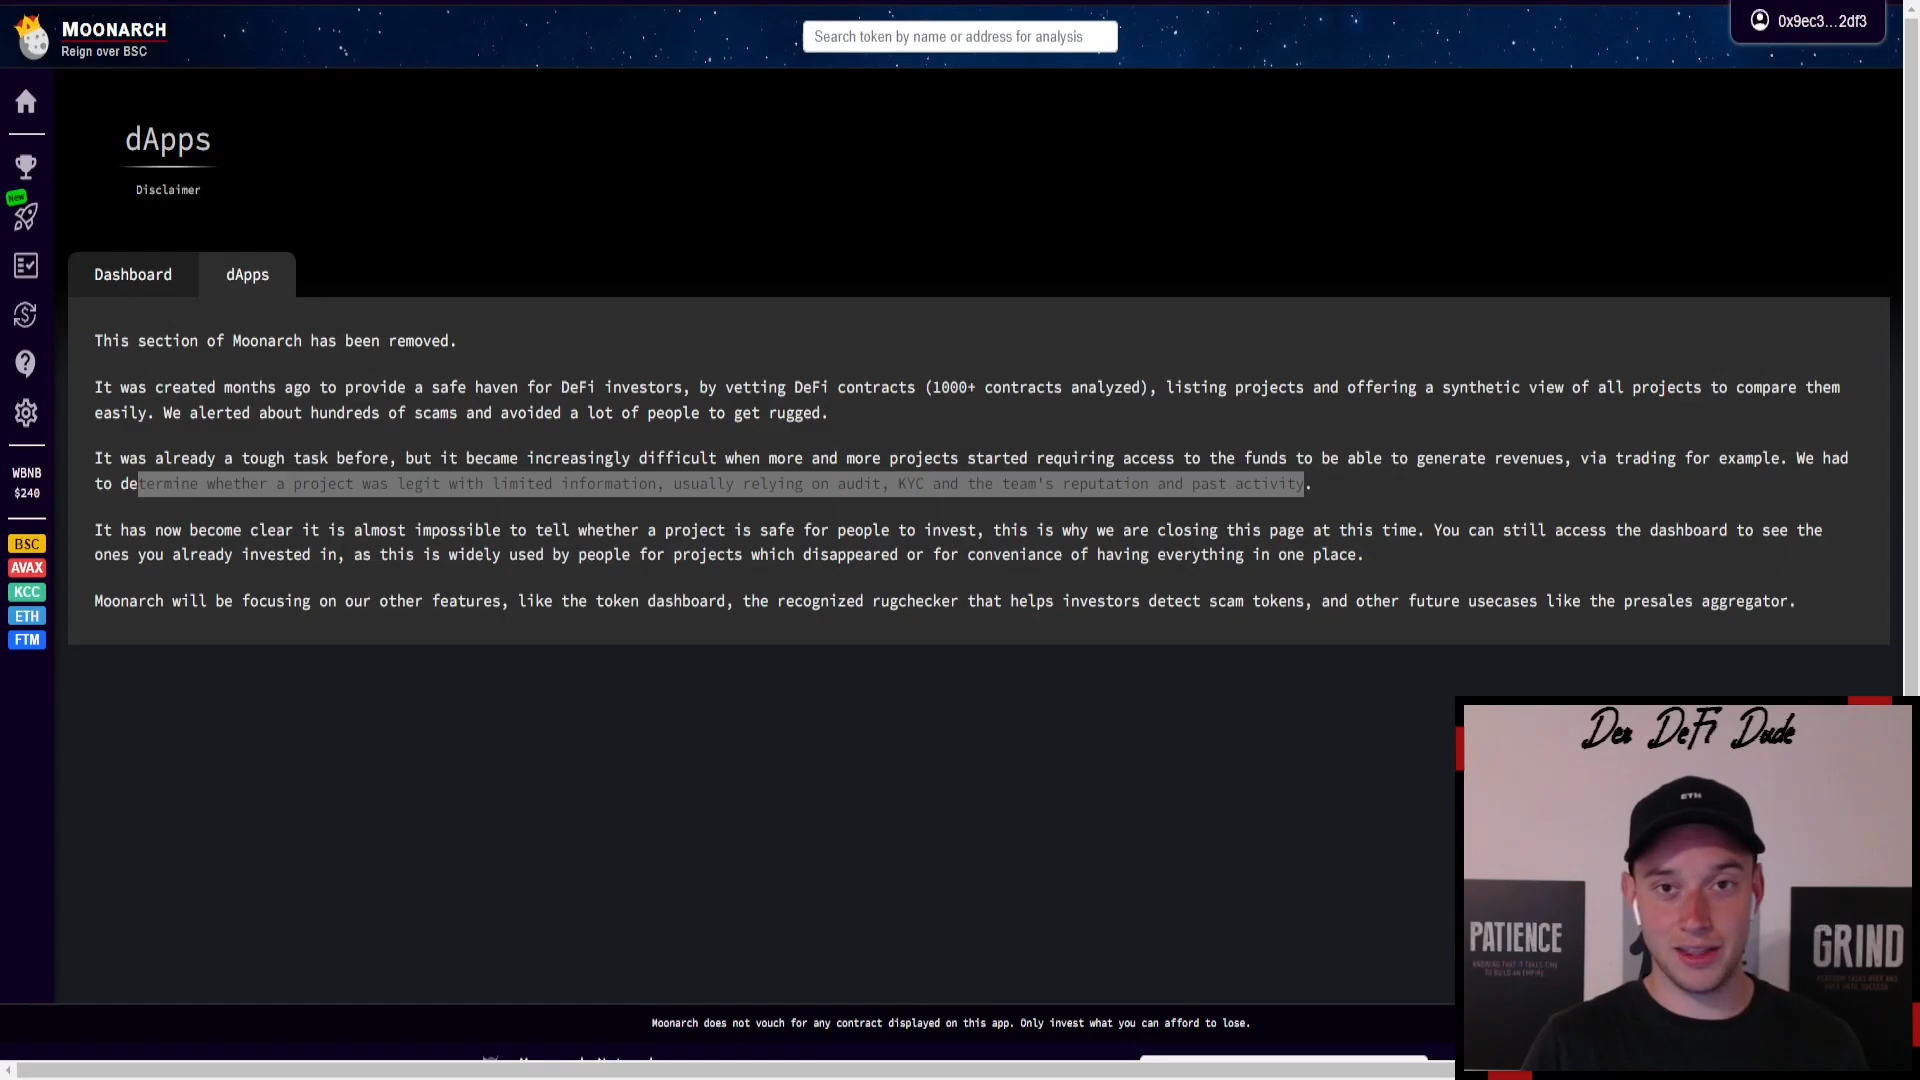 MOONARCH
Reign over BSC
Search token by name or address for analysis
0x9ec3...2df3
dApps
Disclaimer
New
Dashboard
dApps
This section of Moonarch has been removed.
It was created months ago to provide a safe haven for DeFi investors, by vetting DeFi contracts (1000+ contracts analyzed), listing projects and offering a synthetic view of all projects to compare them
easily. We alerted about hundreds of scams and avoided a lot of people to get rugged.
It was already a tough task before, but it became increasingly difficult when more and more projects started requiring access to the funds to be able to generate revenues, via trading for example. We had
to determine whether a project was legit with limited information, usually relying on audit, KYC and the team's reputation and past activity.
It has now become clear it is almost impossible to tell whether a project is safe for people to invest, this is why we are closing this page at this time. You can still access the dashboard to see the
ones you already invested in, as this is widely used by people for projects which disappeared or for conveniance of having everything in one place.
Moonarch will be focusing on our other features, like the token dashboard, the recognized rugchecker that helps investors detect scam tokens, and other future usecases like the presales aggregator.
WBNB
$240
BSC
AVAX
KCC
ETH
FTM
Dex DeFi Dude
ETH
PATIENCE
KNOWING THAT IT TAKES TIME
TO BUILD AN EMPIRE
GRIND
Moonarch does not vouch for any contract displayed on this app. Only invest what you can afford to lose.